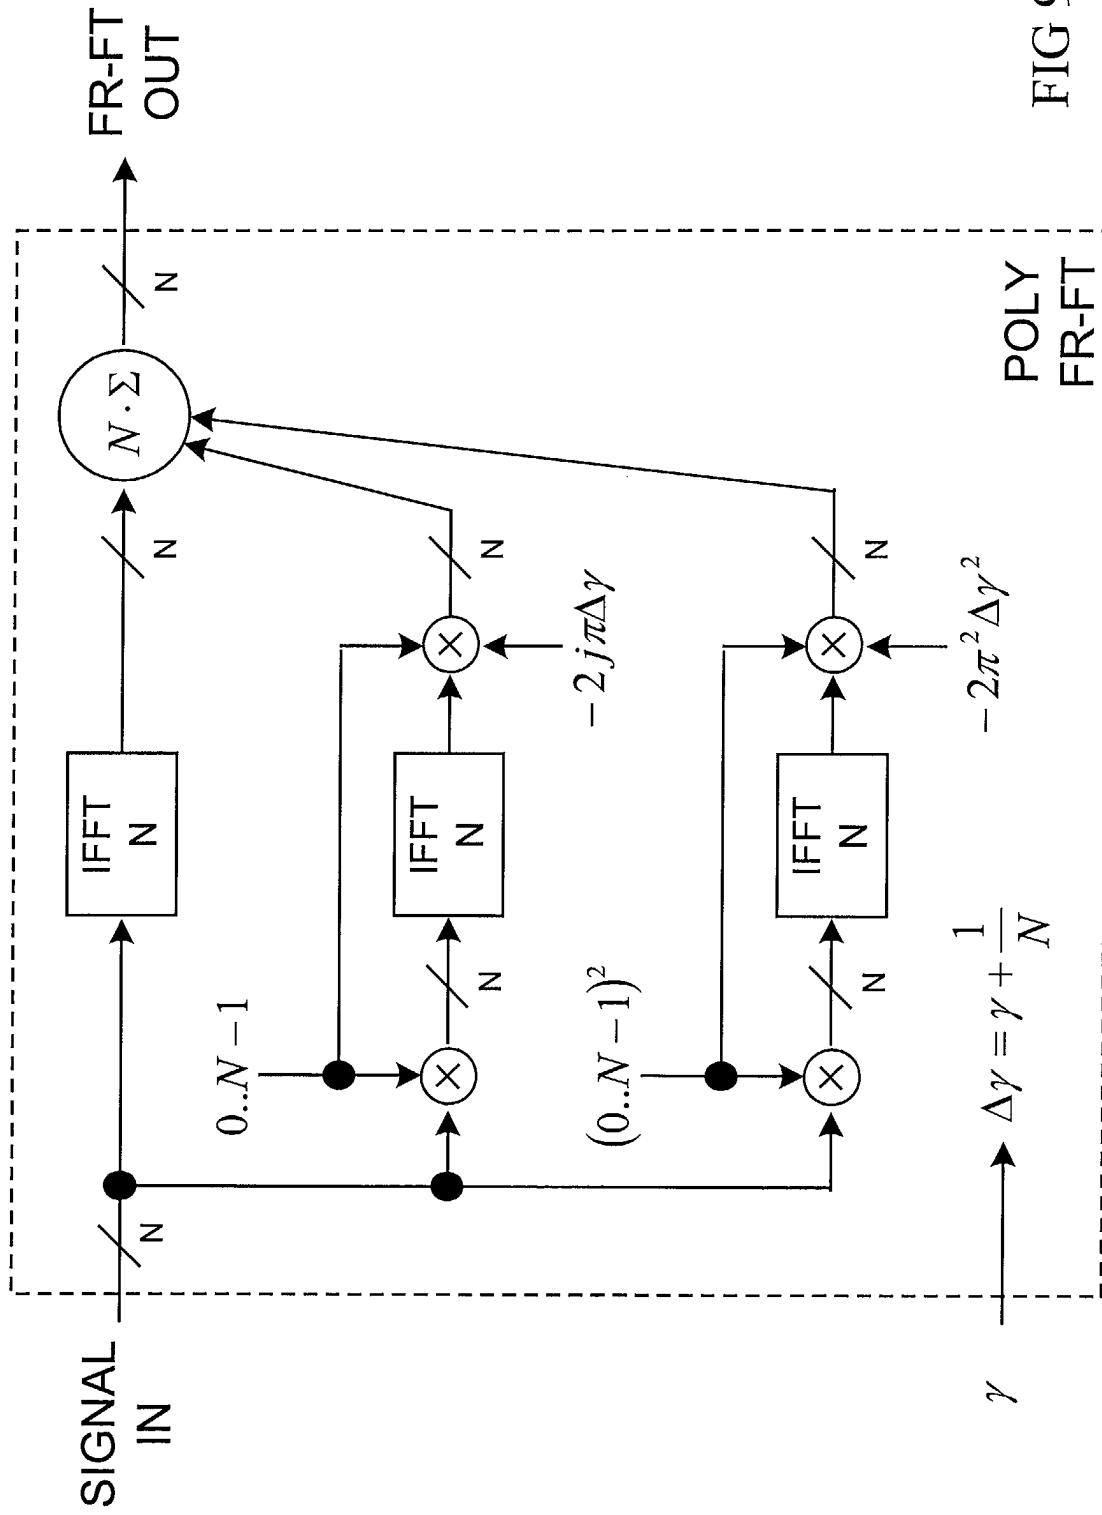 SIGNAL
IN
N
IFFT
N
N
N · Σ
N
FR-FT
OUT
0..N − 1
N
IFFT
N
N
−2jπΔγ
(0..N − 1)²
N
IFFT
N
N
−2π²Δγ²
γ
Δγ = γ + 1/N
POLY
FR-FT
FIG